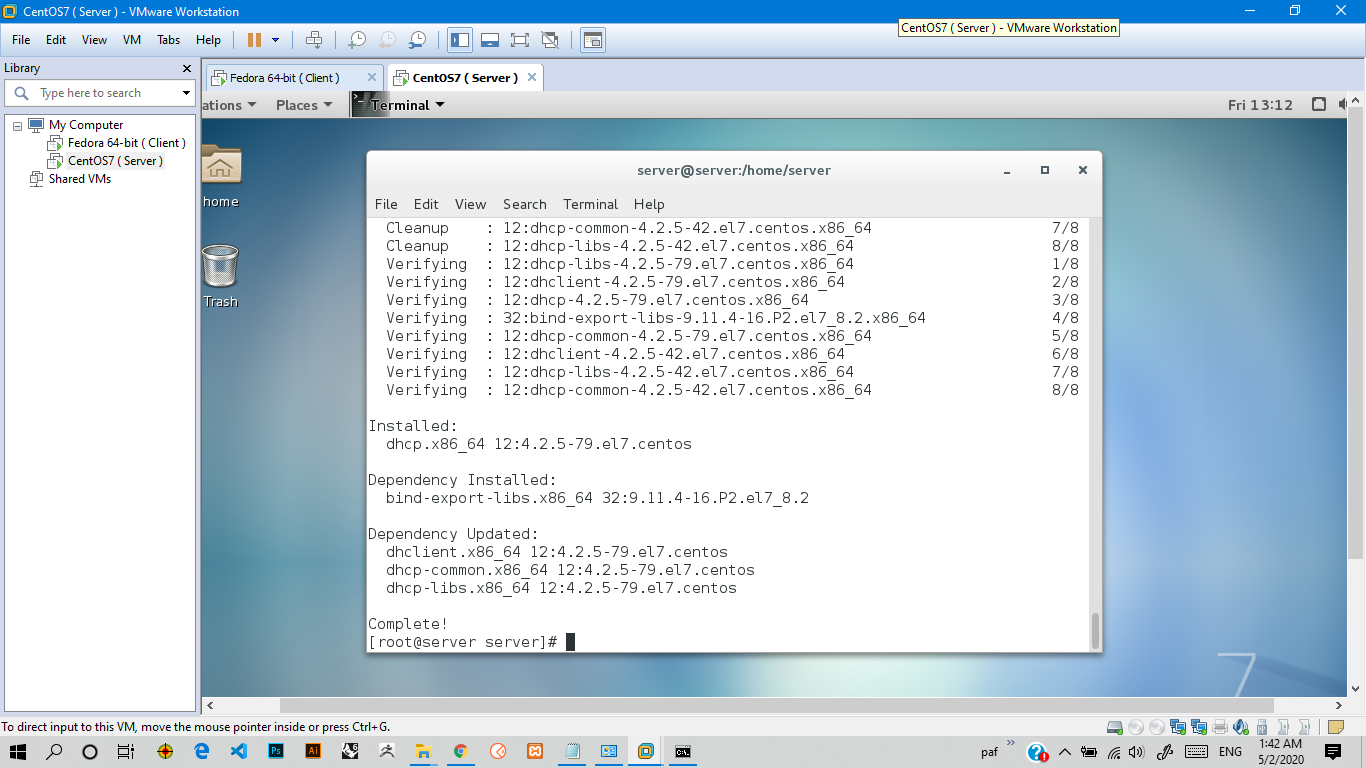 CentOS7 ( Server ) - VMware Workstation
CentOS7 ( Server ) - VMware Workstation
File Edit View VM Tabs Help
Library
Type here to search
My Computer
Fedora 64-bit ( Client )
CentOS7 ( Server )
Shared VMs
Fedora 64-bit ( Client )
CentOS7 ( Server )
ations Places Terminal Fri 13:12
home
Trash
server@server:/home/server
File Edit View Search Terminal Help
Cleanup : 12:dhcp-common-4.2.5-42.el7.centos.x86_64 7/8
Cleanup : 12:dhcp-libs-4.2.5-42.el7.centos.x86_64 8/8
Verifying : 12:dhcp-libs-4.2.5-79.el7.centos.x86_64 1/8
Verifying : 12:dhclient-4.2.5-79.el7.centos.x86_64 2/8
Verifying : 12:dhcp-4.2.5-79.el7.centos.x86_64 3/8
Verifying : 32:bind-export-libs-9.11.4-16.P2.el7_8.2.x86_64 4/8
Verifying : 12:dhcp-common-4.2.5-79.el7.centos.x86_64 5/8
Verifying : 12:dhclient-4.2.5-42.el7.centos.x86_64 6/8
Verifying : 12:dhcp-libs-4.2.5-42.el7.centos.x86_64 7/8
Verifying : 12:dhcp-common-4.2.5-42.el7.centos.x86_64 8/8
Installed:
dhcp.x86_64 12:4.2.5-79.el7.centos
Dependency Installed:
bind-export-libs.x86_64 32:9.11.4-16.P2.el7_8.2
Dependency Updated:
dhclient.x86_64 12:4.2.5-79.el7.centos
dhcp-common.x86_64 12:4.2.5-79.el7.centos
dhcp-libs.x86_64 12:4.2.5-79.el7.centos
Complete!
[root@server server]#
7
To direct input to this VM, move the mouse pointer inside or press Ctrl+G.
Ps Ai
paf ENG
1:42 AM
5/2/2020